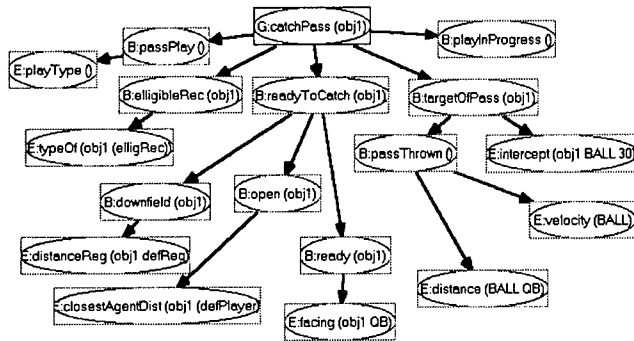 G:catchPass (obj1)
B:passPlay ()
B:playInProgress ()
E:playType ()
B:elligibleRec (obj1)
B:readyToCatch (obj1)
B:targetOfPass (obj1)
E:typeOf (obj1 (elligRec)
B:passThrown ()
E:intercept (obj1 BALL 30)
B:downfield (obj1)
B:open (obj1)
E:velocity (BALL)
E:distanceReg (obj1 defReg
B:ready (obj1)
E:distance (BALL QB)
E:closestAgentDist (obj1 (defPlayer
E:facing (obj1 QB)